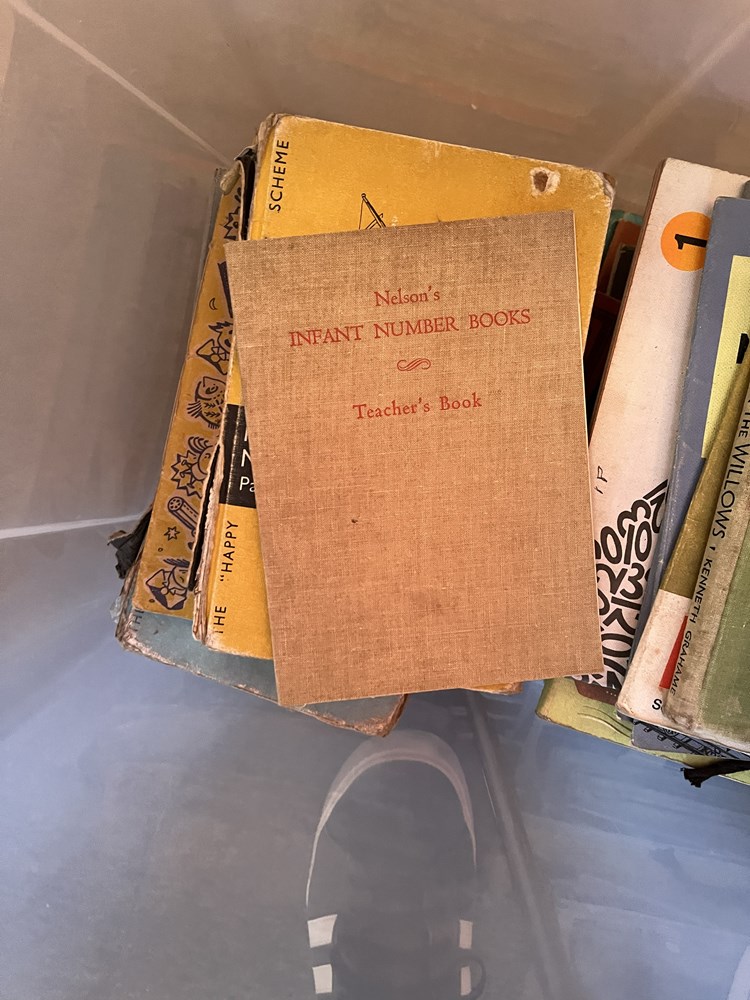 Nelson's
INFANT NUMBER BOOKS
Teacher's Book
SCHEME
THE "HAPPY
1
THE WILLOWS • KENNETH GRAHAME